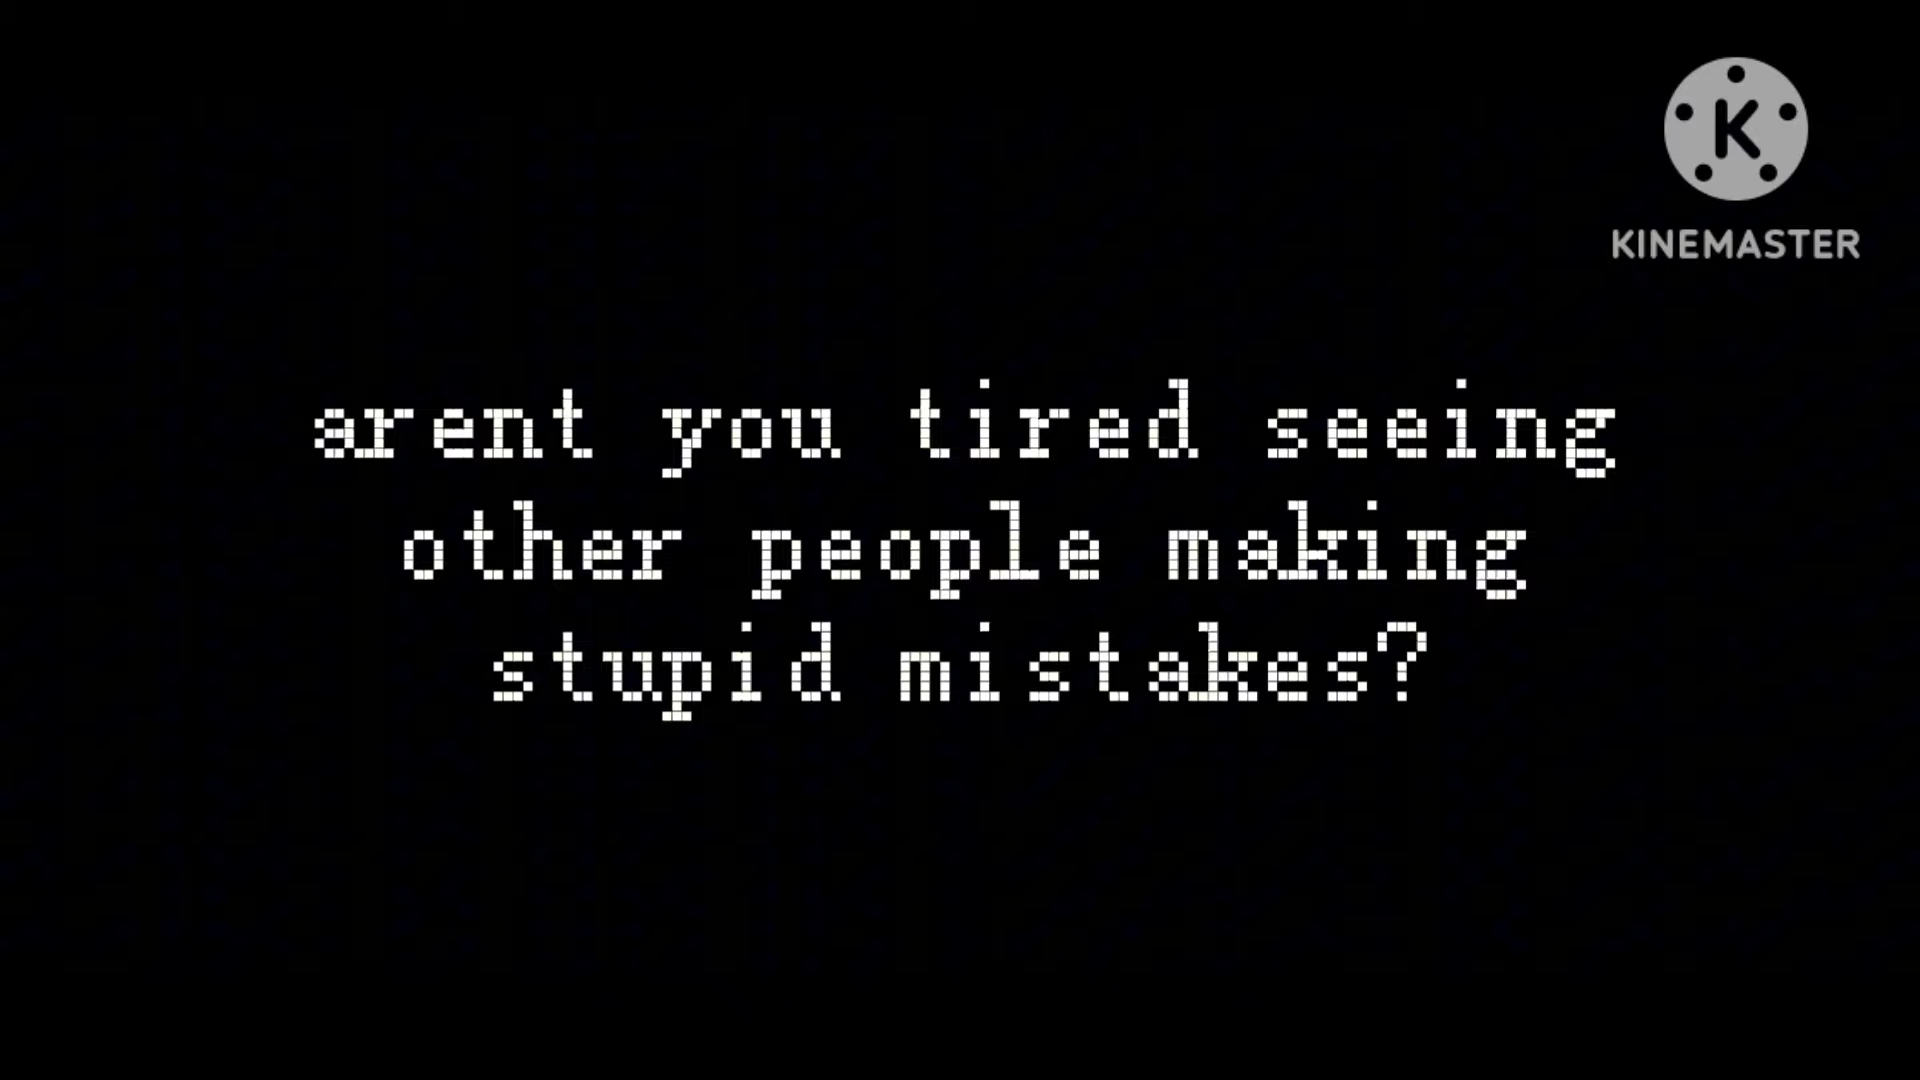 K
KINEMASTER
arent you tired seeing
other people making
stupid mistakes?